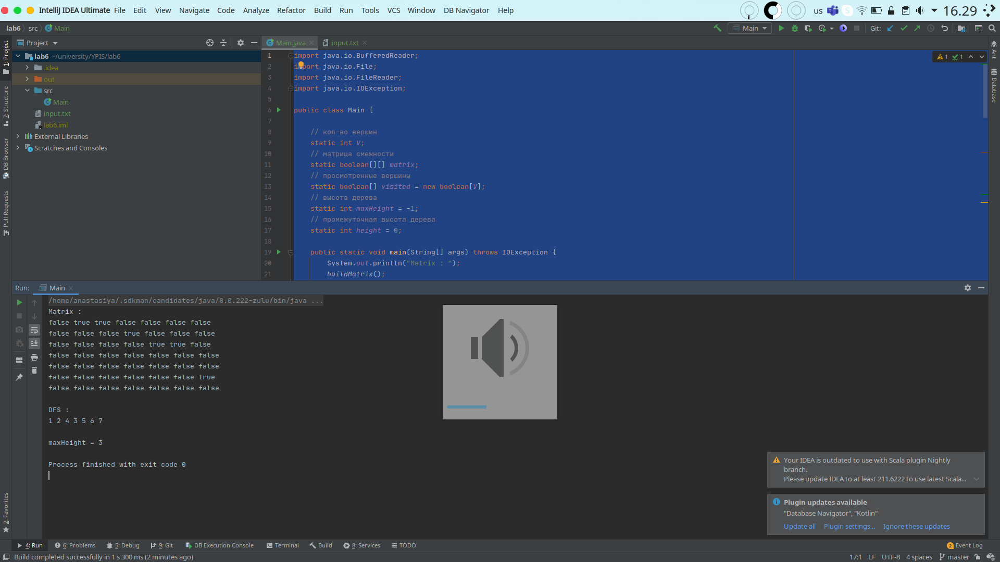 IntelliJ IDEA Ultimate File Edit View Navigate Code Analyze Refactor Build Run Tools VCS Window DB Navigator Help us 16.29
lab6 src Main Main Git:
Project Main.java input.txt
lab6 ~/university/YPIS/lab6
.idea
out
src
Main
input.txt
lab6.iml
External Libraries
Scratches and Consoles
1: Project
7: Structure
DB Browser
Pull Requests
2: Favorites
Ant
Database
1 1
1 import java.io.BufferedReader;
2 import java.io.File;
3 import java.io.FileReader;
4 import java.io.IOException;
5
6 public class Main {
7
8 // кол-во вершин
9 static int V;
10 // матрица смежности
11 static boolean[][] matrix;
12 // просмотренные вершины
13 static boolean[] visited = new boolean[V];
14 // высота дерева
15 static int maxHeight = -1;
16 // промежуточная высота дерева
17 static int height = 0;
18
19 public static void main(String[] args) throws IOException {
20 System.out.println("Matrix : ");
21 buildMatrix();
Run: Main
/home/anastasiya/.sdkman/candidates/java/8.0.222-zulu/bin/java ...
Matrix :
false true true false false false false
false false false true false false false
false false false false true true false
false false false false false false false
false false false false false false false
false false false false false false true
false false false false false false false
DFS :
1 2 4 3 5 6 7
maxHeight = 3
Process finished with exit code 0
Your IDEA is outdated to use with Scala plugin Nightly
branch.
Please update IDEA to at least 211.6222 to use latest Scala...
Plugin updates available
"Database Navigator", "Kotlin"
Update all Plugin settings... Ignore these updates
4: Run 6: Problems 5: Debug 9: Git DB Execution Console Terminal Build 8: Services TODO 2 Event Log
Build completed successfully in 1 s 300 ms (2 minutes ago) 17:1 LF UTF-8 4 spaces master